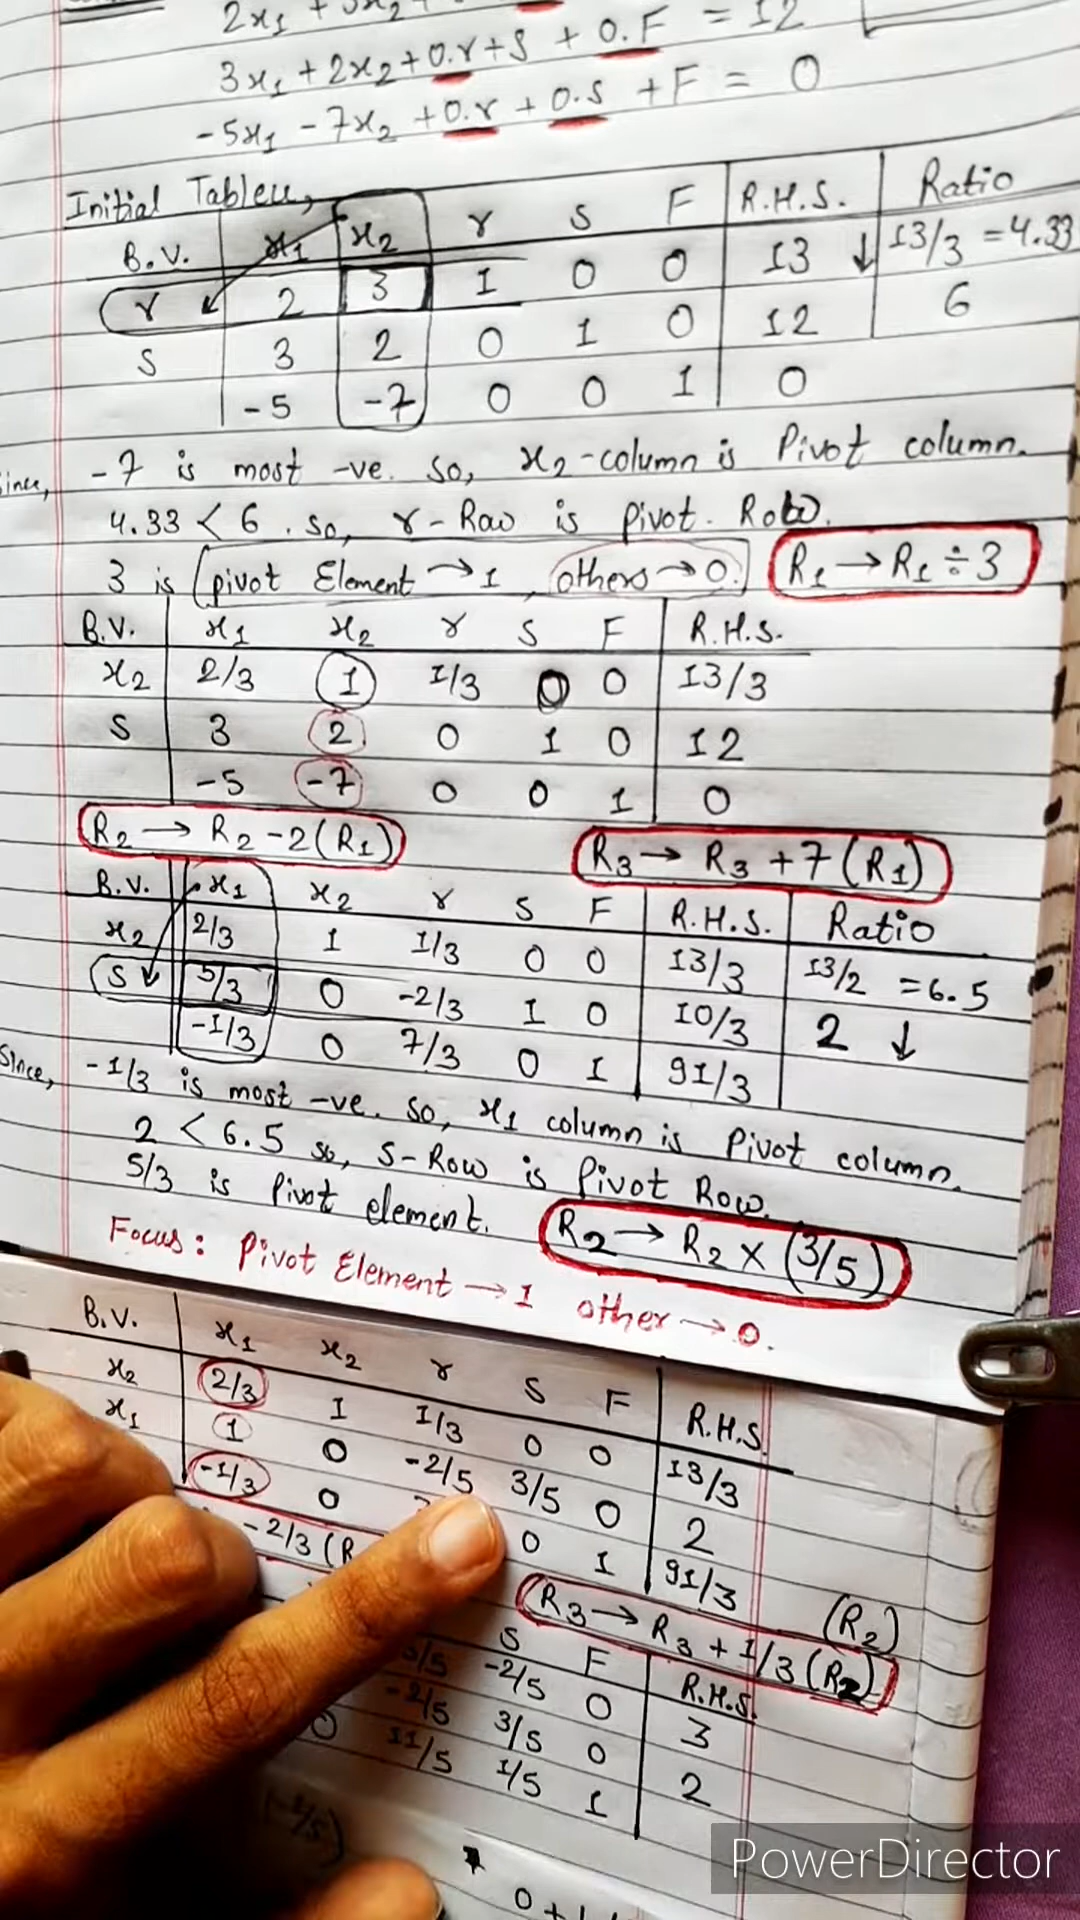 2x₁ +
= 12
3x₁ + 2x₂ + 0.r + s + 0.F
-5x₁ - 7x₂ + 0.r + 0.s + F = 0
Initial Tableu,
B.V. x₁ x₂ r S F R.H.S. Ratio
r 2 3 1 0 0 13 ↓ 13/3 = 4.33
S 3 2 0 1 0 12 6
-5 -7 0 0 1 0
Since, -7 is most -ve. so, x₂-column is Pivot column.
4.33 < 6 . so, r-Row is pivot Row.
3 is pivot Element → 1, others → 0. R₁ → R₁ ÷ 3
B.V. x₁ x₂ r S F R.H.S.
x₂ 2/3 1 1/3 0 0 13/3
S 3 2 0 1 0 12
-5 -7 0 0 1 0
R₂ → R₂ - 2(R₁) R₃ → R₃ + 7(R₁)
B.V. x₁ x₂ r S F R.H.S. Ratio
x₂ 2/3 1 1/3 0 0 13/3 13/2 = 6.5
S 5/3 0 -2/3 1 0 10/3 2 ↓
-1/3 0 7/3 0 1 91/3
Since, -1/3 is most -ve. so, x₁ column is Pivot column.
2 < 6.5 so, S-Row is Pivot Row.
5/3 is Pivot element. R₂ → R₂ × (3/5)
Focus: Pivot Element → 1 other → 0.
B.V. x₁ x₂ r S F R.H.S.
x₂ 2/3 1 1/3 0 0 13/3
x₁ 1 0 -2/5 3/5 0 2
-1/3 0 0 1 91/3
-2/3 (R (R₂)
R₃ → R₃ + 1/3 (R₂)
S F R.H.S.
3/5 -2/5 0 3
-2/5 3/5 0 2
0 11/5 1/5 1
PowerDirector